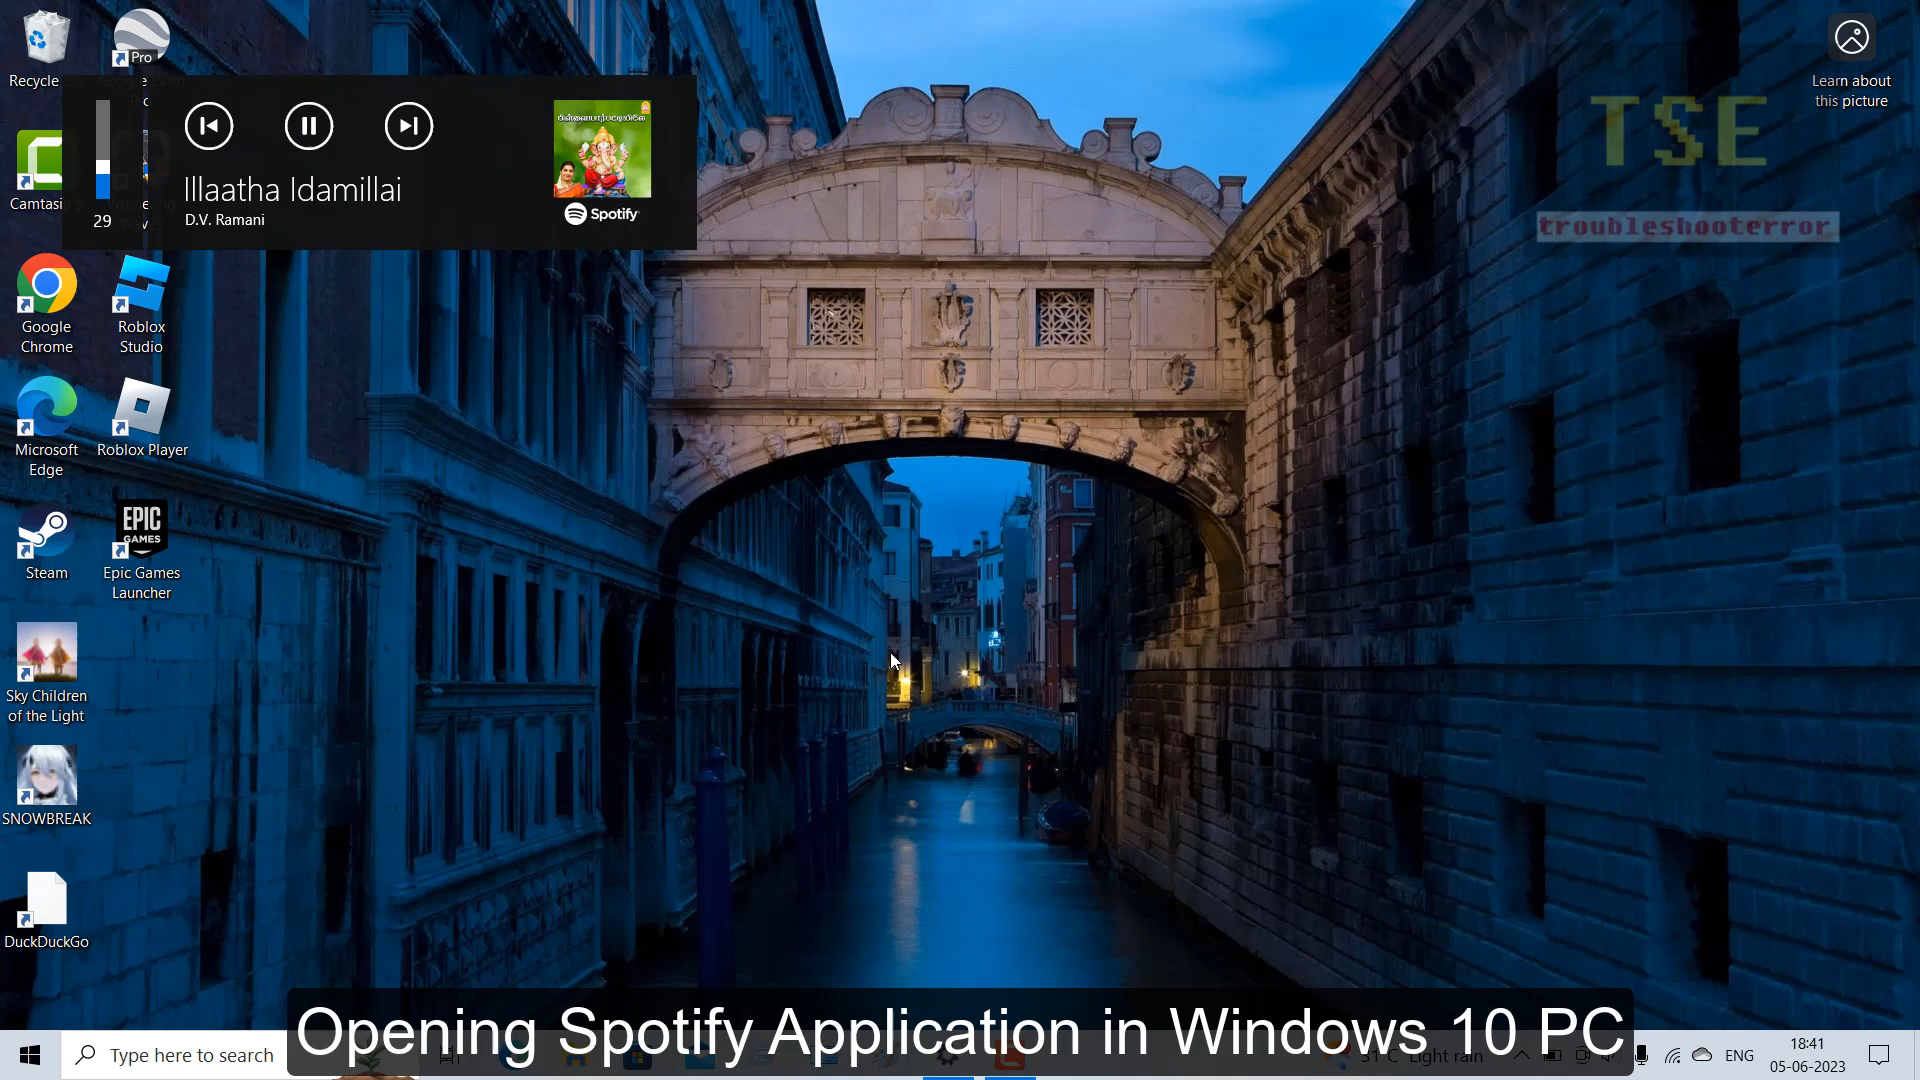 Recycle
Pro
29
Illaatha Idamillai
D.V. Ramani
பிள்ளையார்பட்டியிலே
Spotify
Learn about
this picture
TSE
troubleshooterror
Camtasi
Google
Chrome
Roblox
Studio
Microsoft
Edge
Roblox Player
Steam
EPIC
GAMES
Epic Games
Launcher
Sky Children
of the Light
SNOWBREAK
DuckDuckGo
Opening Spotify Application in Windows 10 PC
Type here to search
31°C Light rain
ENG
18:41
05-06-2023